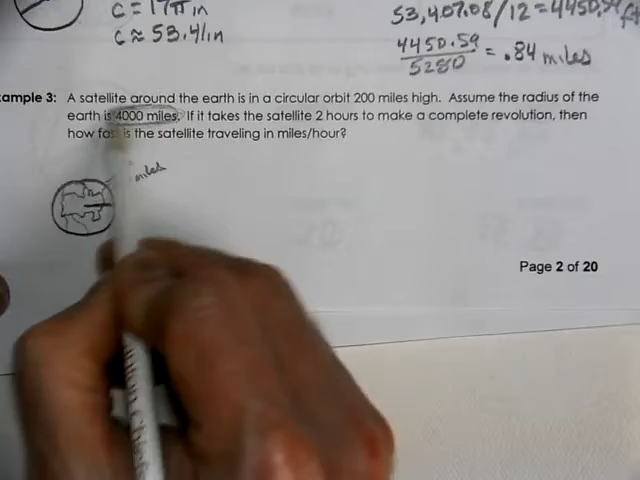 C = 17π in
C ≈ 53.41 in
53,407.08/12 = 4450.59 ft
4450.59
5280
= .84 miles
ample 3: A satellite around the earth is in a circular orbit 200 miles high. Assume the radius of the
earth is 4000 miles. If it takes the satellite 2 hours to make a complete revolution, then
how fas is the satellite traveling in miles/hour?
miles
Page 2 of 20